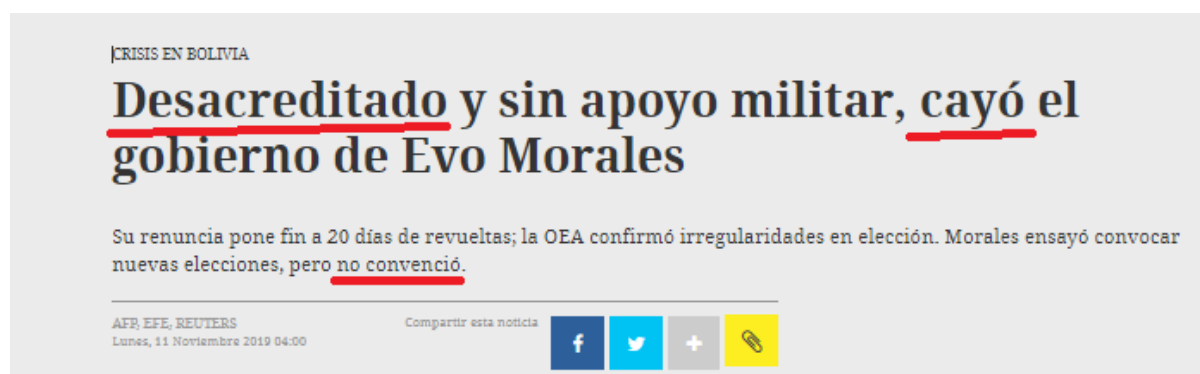 CRISIS EN BOLIVIA
Desacreditado y sin apoyo militar, cayó el
gobierno de Evo Morales
Su renuncia pone fin a 20 días de revueltas; la OEA confirmó irregularidades en elección. Morales ensayó convocar
nuevas elecciones, pero no convenció.
AFP, EFE, REUTERS
Compartir esta noticia
Lunes, 11 Noviembre 2019 04:00